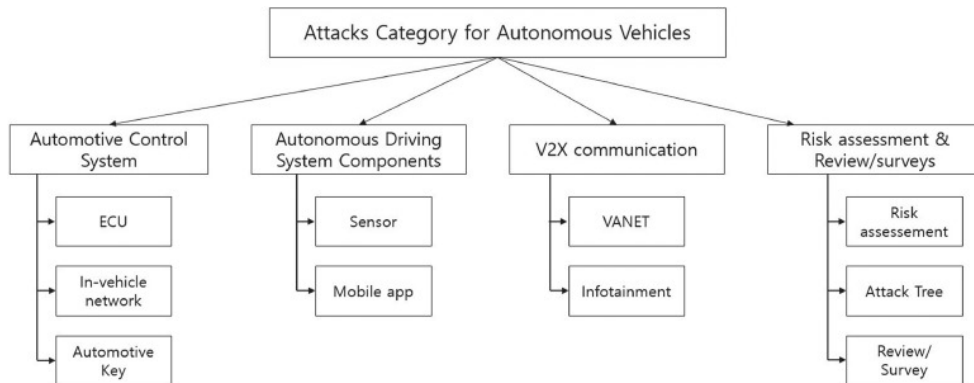 Attacks Category for Autonomous Vehicles
Automotive Control
System
Autonomous Driving
System Components
V2X communication
Risk assessment &
Review/surveys
ECU
Sensor
VANET
Risk
assessment
In-vehicle
network
Mobile app
Infotainment
Attack Tree
Automotive
Key
Review/
Survey